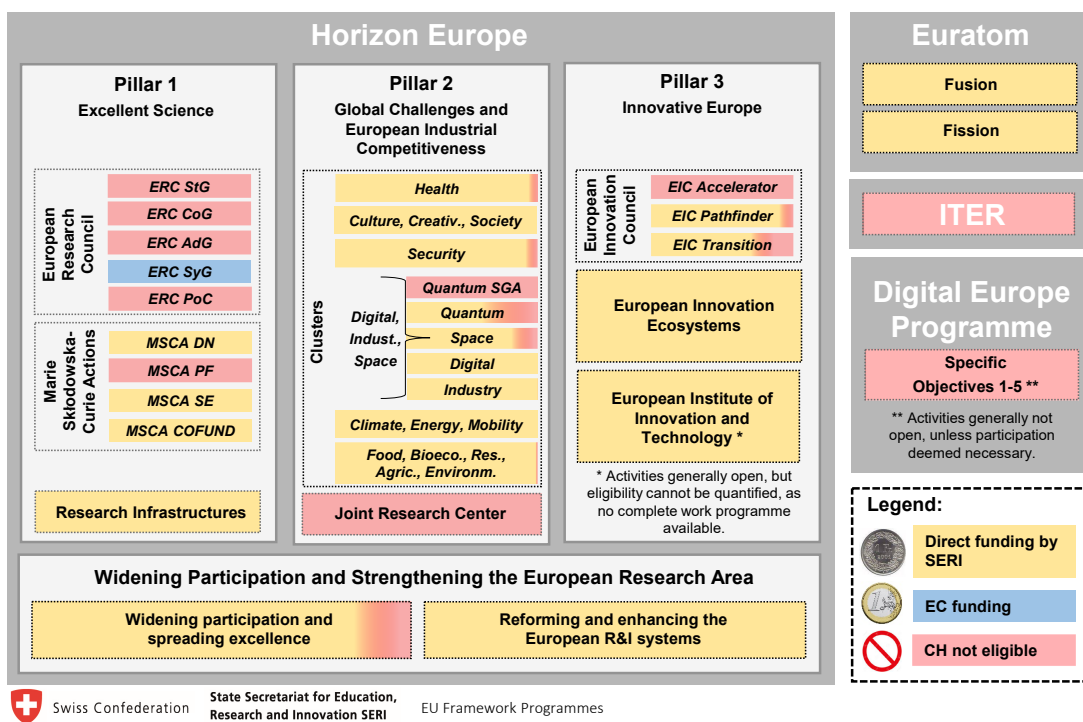 Horizon Europe
Pillar 1
Excellent Science
European
Research
Council
ERC StG
ERC CoG
ERC AdG
ERC SyG
ERC PoC
Marie
Skłodowska-
Curie Actions
MSCA DN
MSCA PF
MSCA SE
MSCA COFUND
Research Infrastructures
Pillar 2
Global Challenges and
European Industrial
Competitiveness
Clusters
Health
Culture, Creativ., Society
Security
Digital,
Indust.,
Space
Quantum SGA
Quantum
Space
Digital
Industry
Climate, Energy, Mobility
Food, Bioeco., Res.,
Agric., Environm.
Joint Research Center
Pillar 3
Innovative Europe
European
Innovation
Council
EIC Accelerator
EIC Pathfinder
EIC Transition
European Innovation
Ecosystems
European Institute of
Innovation and
Technology *
* Activities generally open, but
eligibility cannot be quantified, as
no complete work programme
available.
Widening Participation and Strengthening the European Research Area
Widening participation and
spreading excellence
Reforming and enhancing the
European R&I systems
Euratom
Fusion
Fission
ITER
Digital Europe
Programme
Specific
Objectives 1-5 **
** Activities generally not
open, unless participation
deemed necessary.
Legend:
Direct funding by
SERI
EC funding
CH not eligible
Swiss Confederation
State Secretariat for Education,
Research and Innovation SERI
EU Framework Programmes